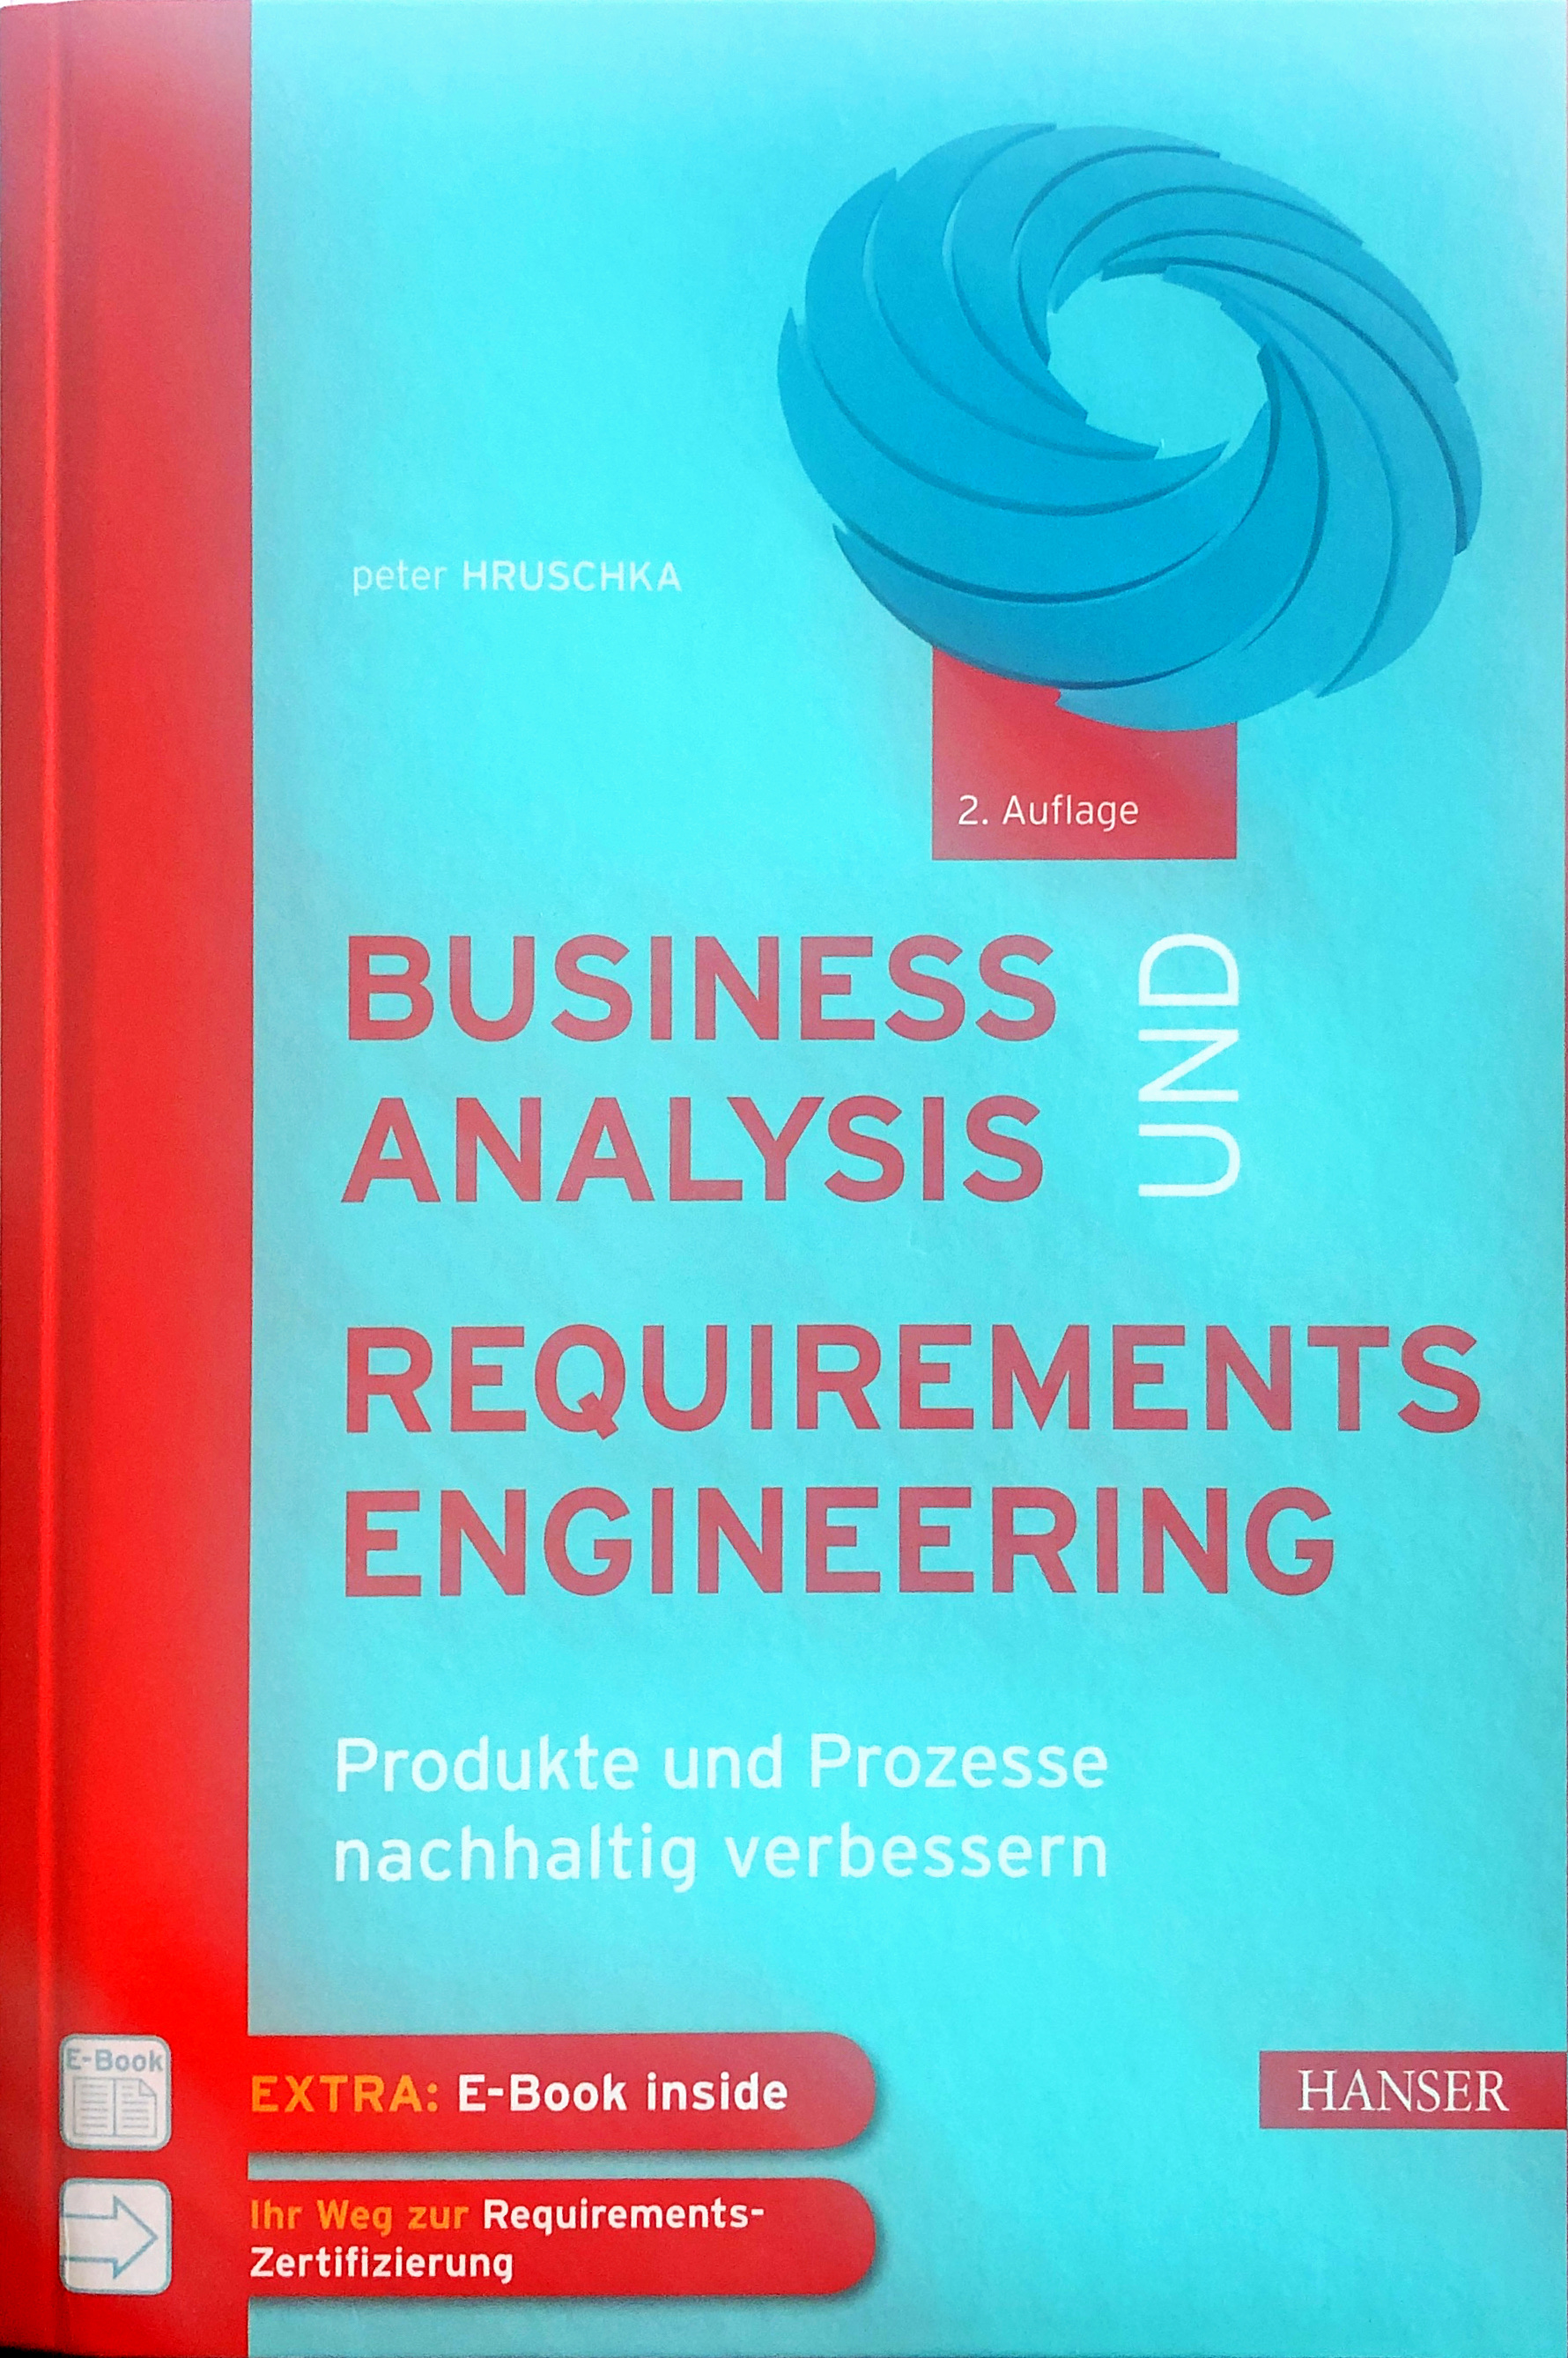 peter HRUSCHKA
2. Auflage
BUSINESS
ANALYSIS
UND
REQUIREMENTS
ENGINEERING
Produkte und Prozesse
nachhaltig verbessern
E-Book
EXTRA: E-Book inside
HANSER
Ihr Weg zur Requirements-
Zertifizierung